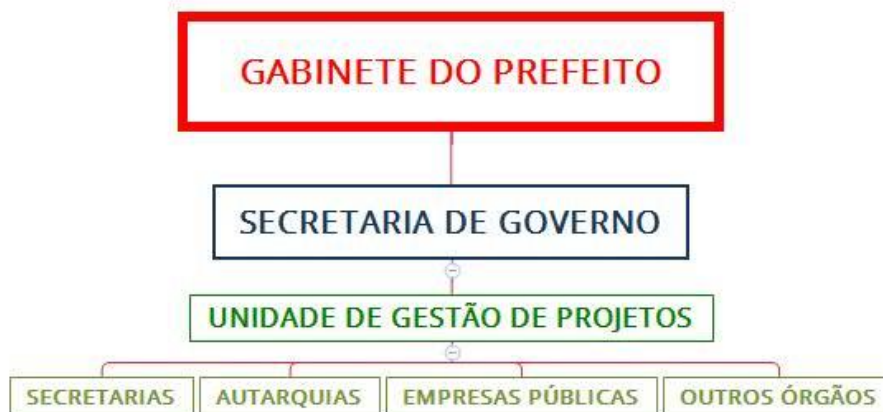 GABINETE DO PREFEITO
SECRETARIA DE GOVERNO
UNIDADE DE GESTÃO DE PROJETOS
SECRETARIAS
AUTARQUIAS
EMPRESAS PÚBLICAS
OUTROS ÓRGÃOS